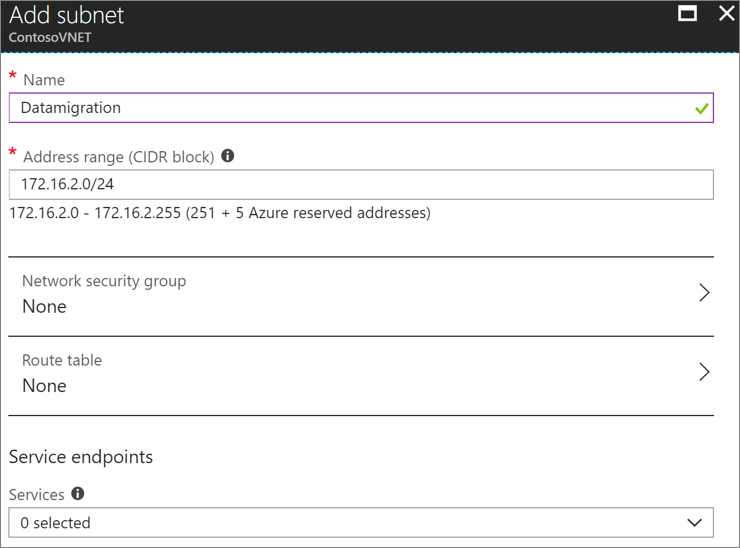 Add subnet
ContosoVNET
* Name
Datamigration
* Address range (CIDR block)
172.16.2.0/24
172.16.2.0 - 172.16.2.255 (251 + 5 Azure reserved addresses)
Network security group
None
Route table
None
Service endpoints
Services
0 selected